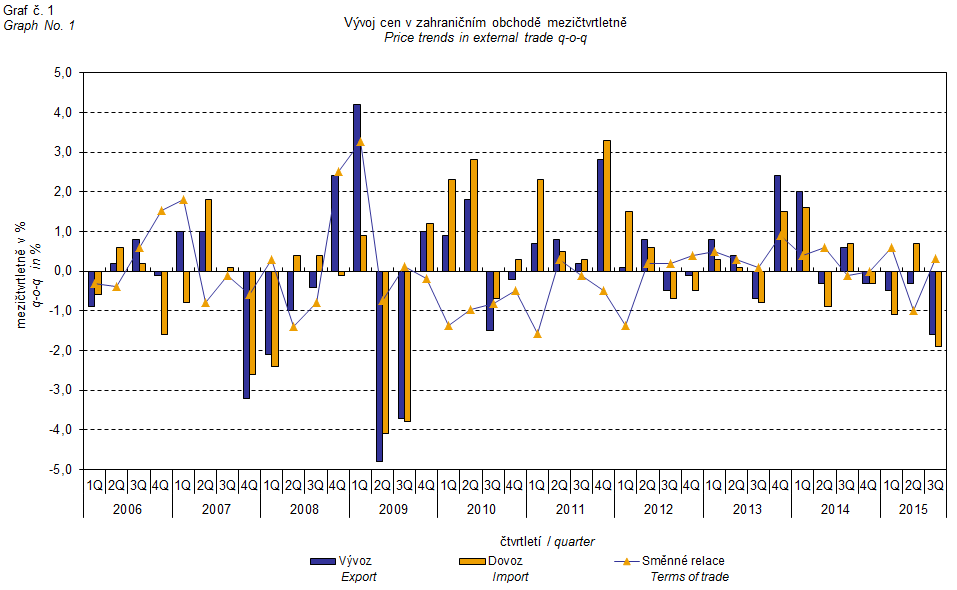 Graf č. 1
Graph No. 1
Vývoj cen v zahraničním obchodě mezičtvrtletně
Price trends in external trade q-o-q
mezičtvrtletně v %
q-o-q in %
5,0
4,0
3,0
2,0
1,0
0,0
-1,0
-2,0
-3,0
-4,0
-5,0
1Q 2Q 3Q 4Q 1Q 2Q 3Q 4Q 1Q 2Q 3Q 4Q 1Q 2Q 3Q 4Q 1Q 2Q 3Q 4Q 1Q 2Q 3Q 4Q 1Q 2Q 3Q 4Q 1Q 2Q 3Q 4Q 1Q 2Q 3Q 4Q 1Q 2Q 3Q
2006 2007 2008 2009 2010 2011 2012 2013 2014 2015
čtvrtletí / quarter
Vývoz Dovoz Směnné relace
Export Import Terms of trade